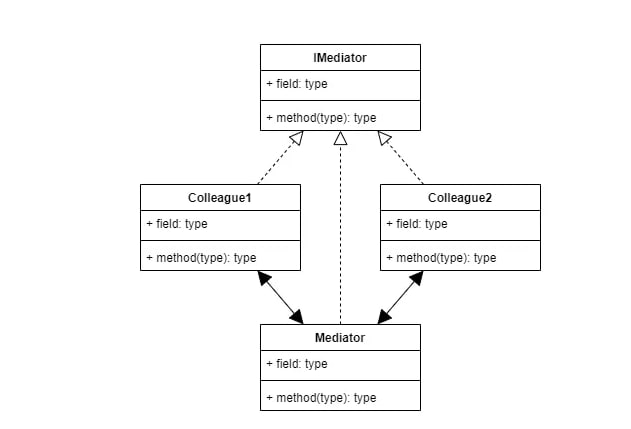 IMediator
+ field: type
+ method(type): type
Colleague1
+ field: type
+ method(type): type
Colleague2
+ field: type
+ method(type): type
Mediator
+ field: type
+ method(type): type